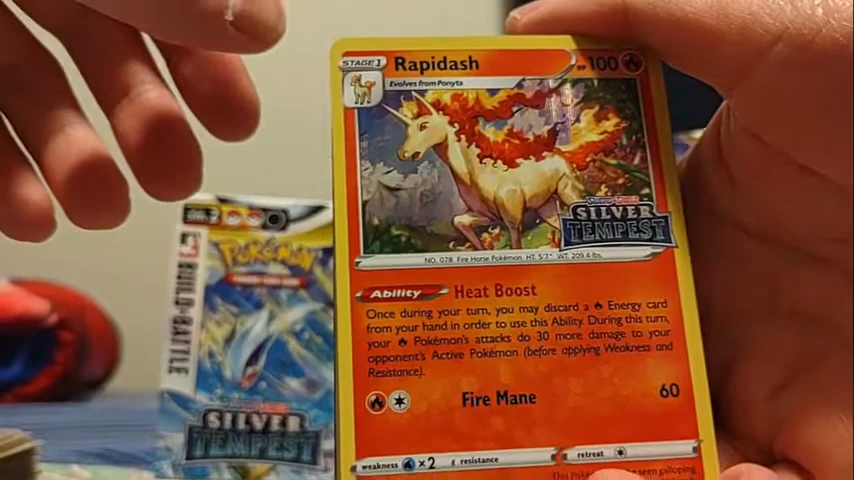 STAGE 1
Rapidash
HP 100
Evolves from Ponyta
SILVER
TEMPEST
NO. 078 Fire Horse Pokémon HT: 5'7" WT: 209.4 lbs.
Ability
Heat Boost
Once during your turn, you may discard a Energy card
from your hand in order to use this Ability. During this turn,
your Pokémon's attacks do 30 more damage to your
opponent's Active Pokémon (before applying Weakness and
Resistance).
Fire Mane
60
weakness
×2
resistance
retreat
BUILD & BATTLE
POKÉMON
SILVER
TEMPEST